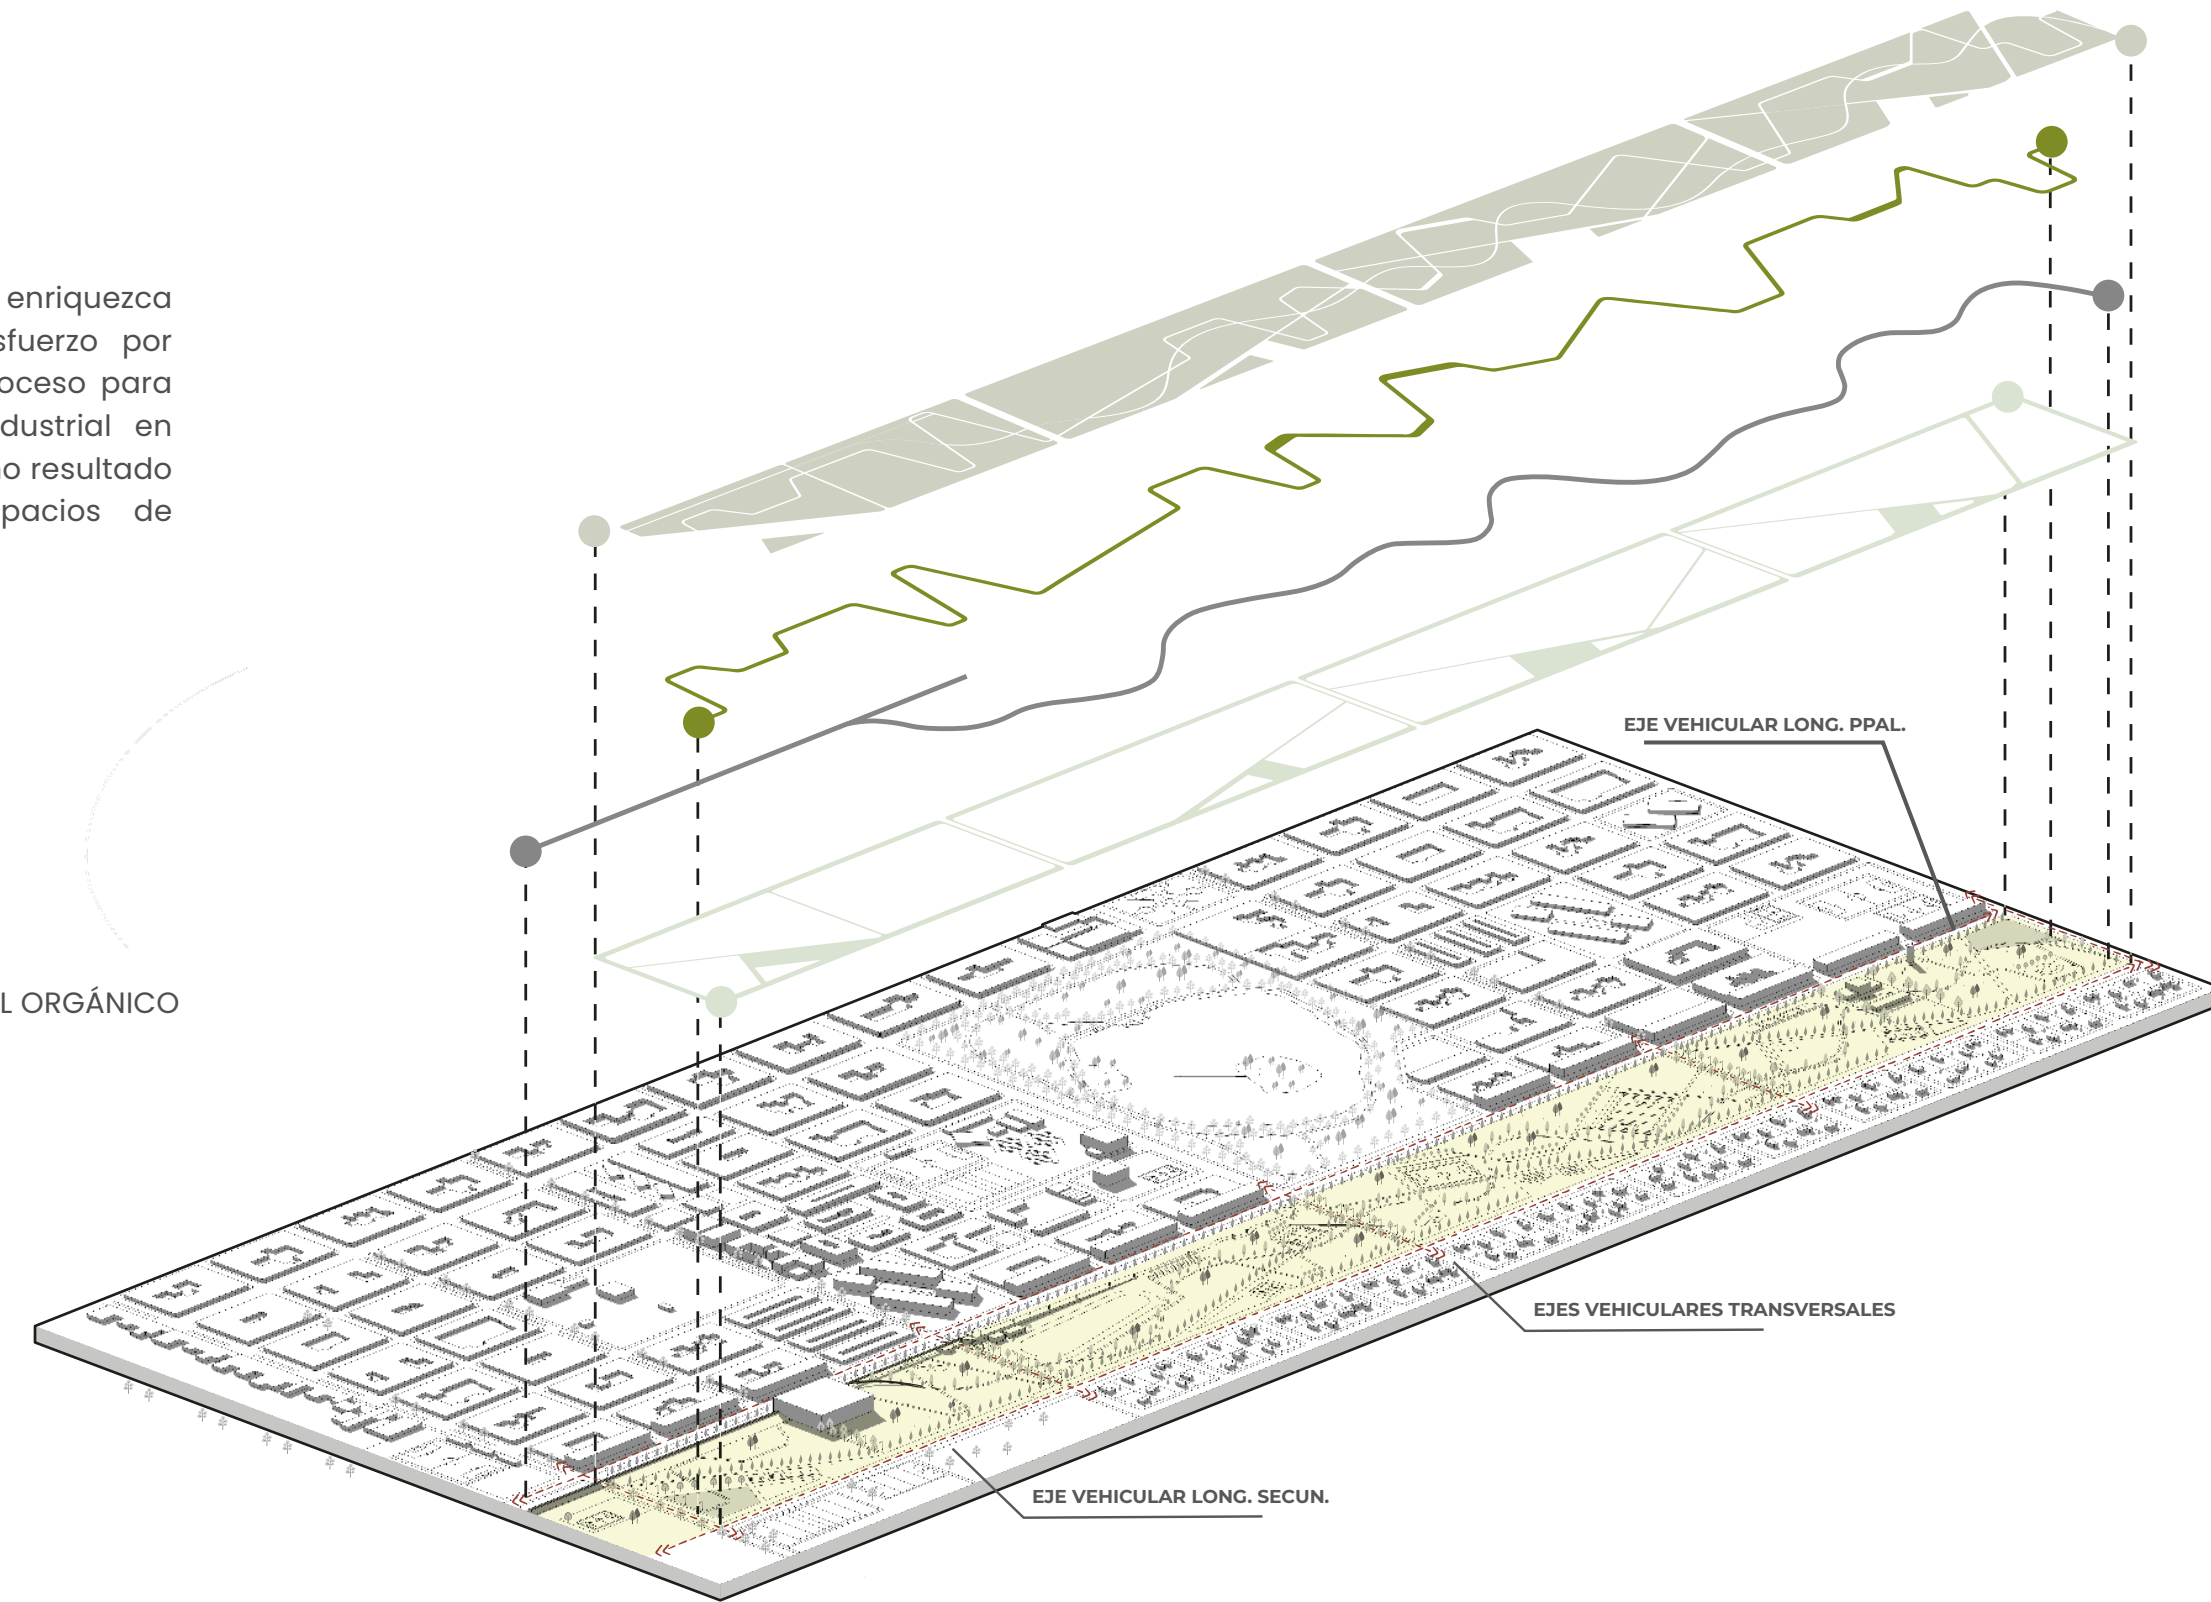 enriquezca
sfuerzo por
oceso para
dustrial en
o resultado
pacios de
L ORGÁNICO
EJE VEHICULAR LONG. PPAL.
EJES VEHICULARES TRANSVERSALES
EJE VEHICULAR LONG. SECUN.